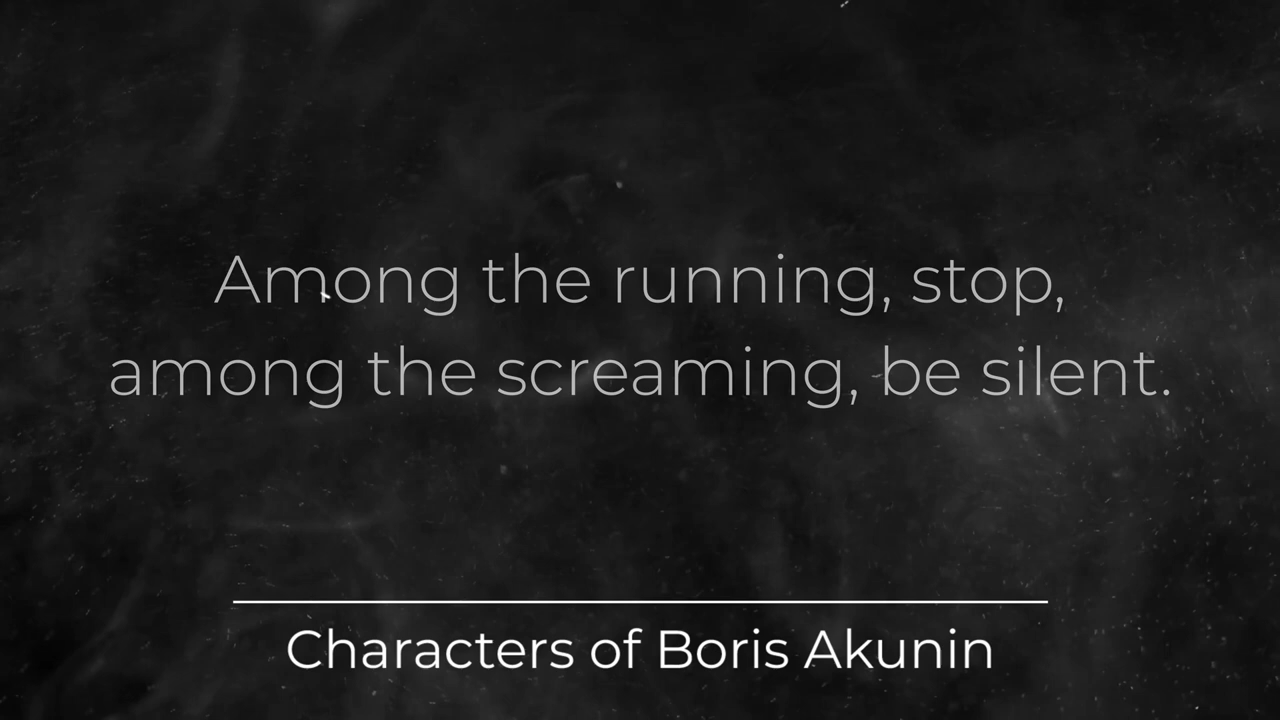 Among the running, stop,
among the screaming, be silent.
Characters of Boris Akunin